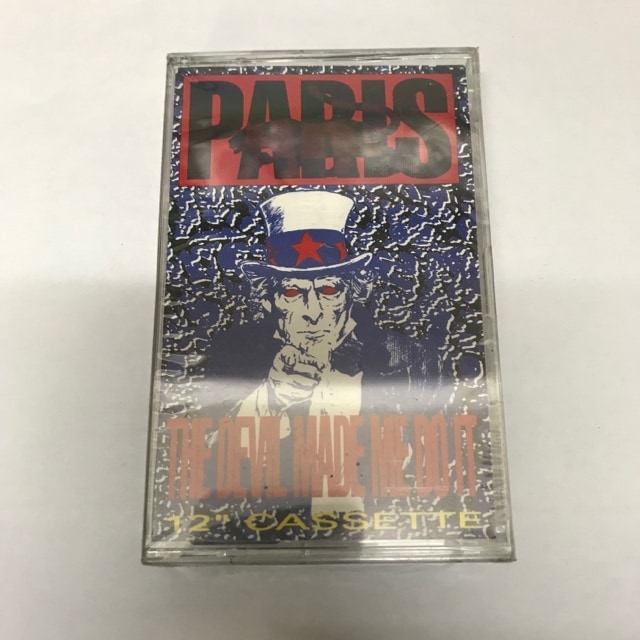 PARIS
THE DEVIL MADE ME DO IT
12" CASSETTE